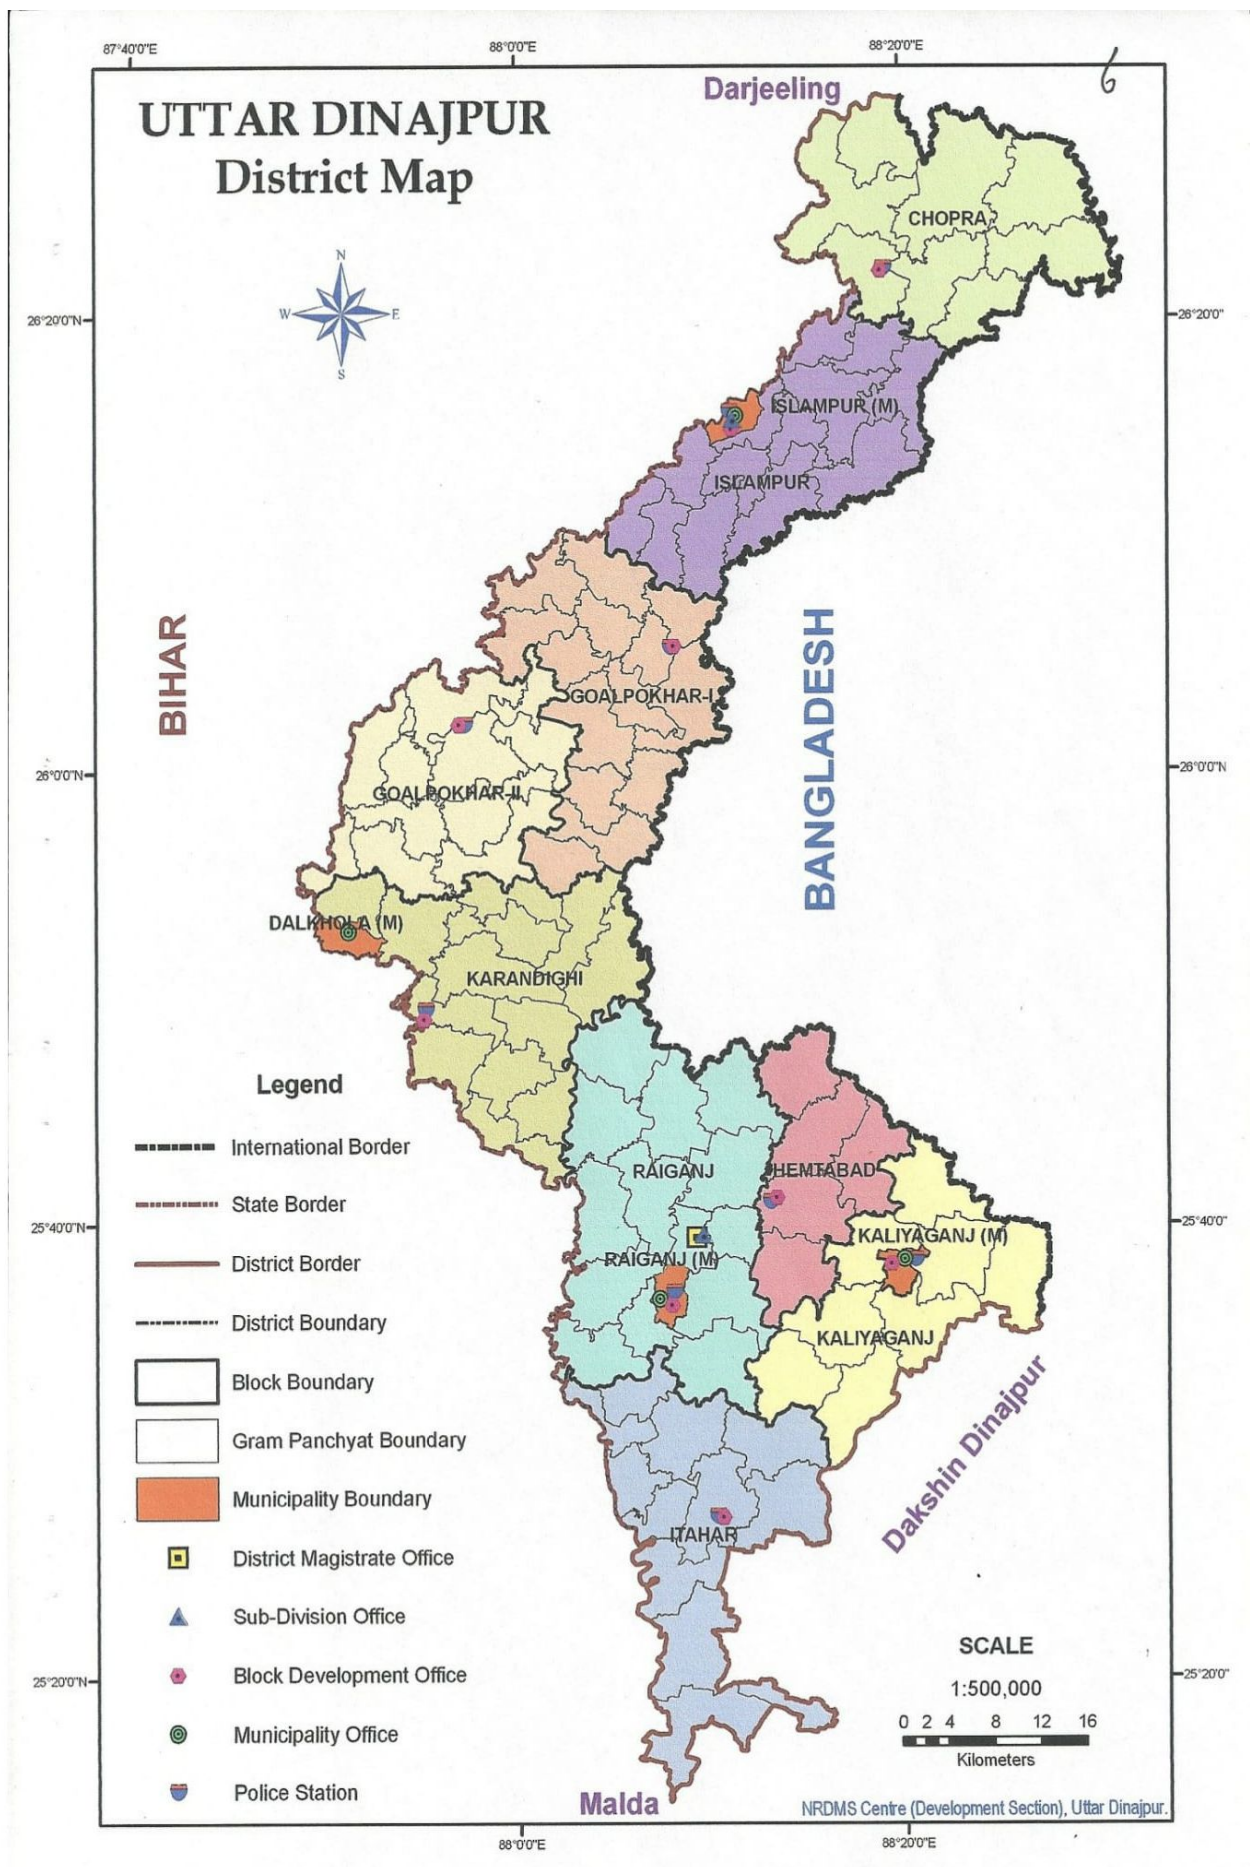 87°40'0"E
88°0'0"E
88°20'0"E
6
UTTAR DINAJPUR
District Map
Darjeeling
CHOPRA
N
W
E
S
26°20'0"N
26°20'0"
ISLAMPUR (M)
ISLAMPUR
BIHAR
BANGLADESH
GOALPOKHAR-I
26°0'0"N
26°0'0"N
GOALPOKHAR-II
DALKHOLA (M)
KARANDIGHI
RAIGANJ
HEMTABAD
25°40'0"N
25°40'0"
KALIYAGANJ (M)
RAIGANJ (M)
KALIYAGANJ
Dakshin Dinajpur
ITAHAR
Legend
International Border
State Border
District Border
District Boundary
Block Boundary
Gram Panchyat Boundary
Municipality Boundary
District Magistrate Office
Sub-Division Office
Block Development Office
Municipality Office
Police Station
25°20'0"N
25°20'0"
SCALE
1:500,000
0 2 4 8 12 16
Kilometers
Malda
NRDMS Centre (Development Section), Uttar Dinajpur.
88°0'0"E
88°20'0"E